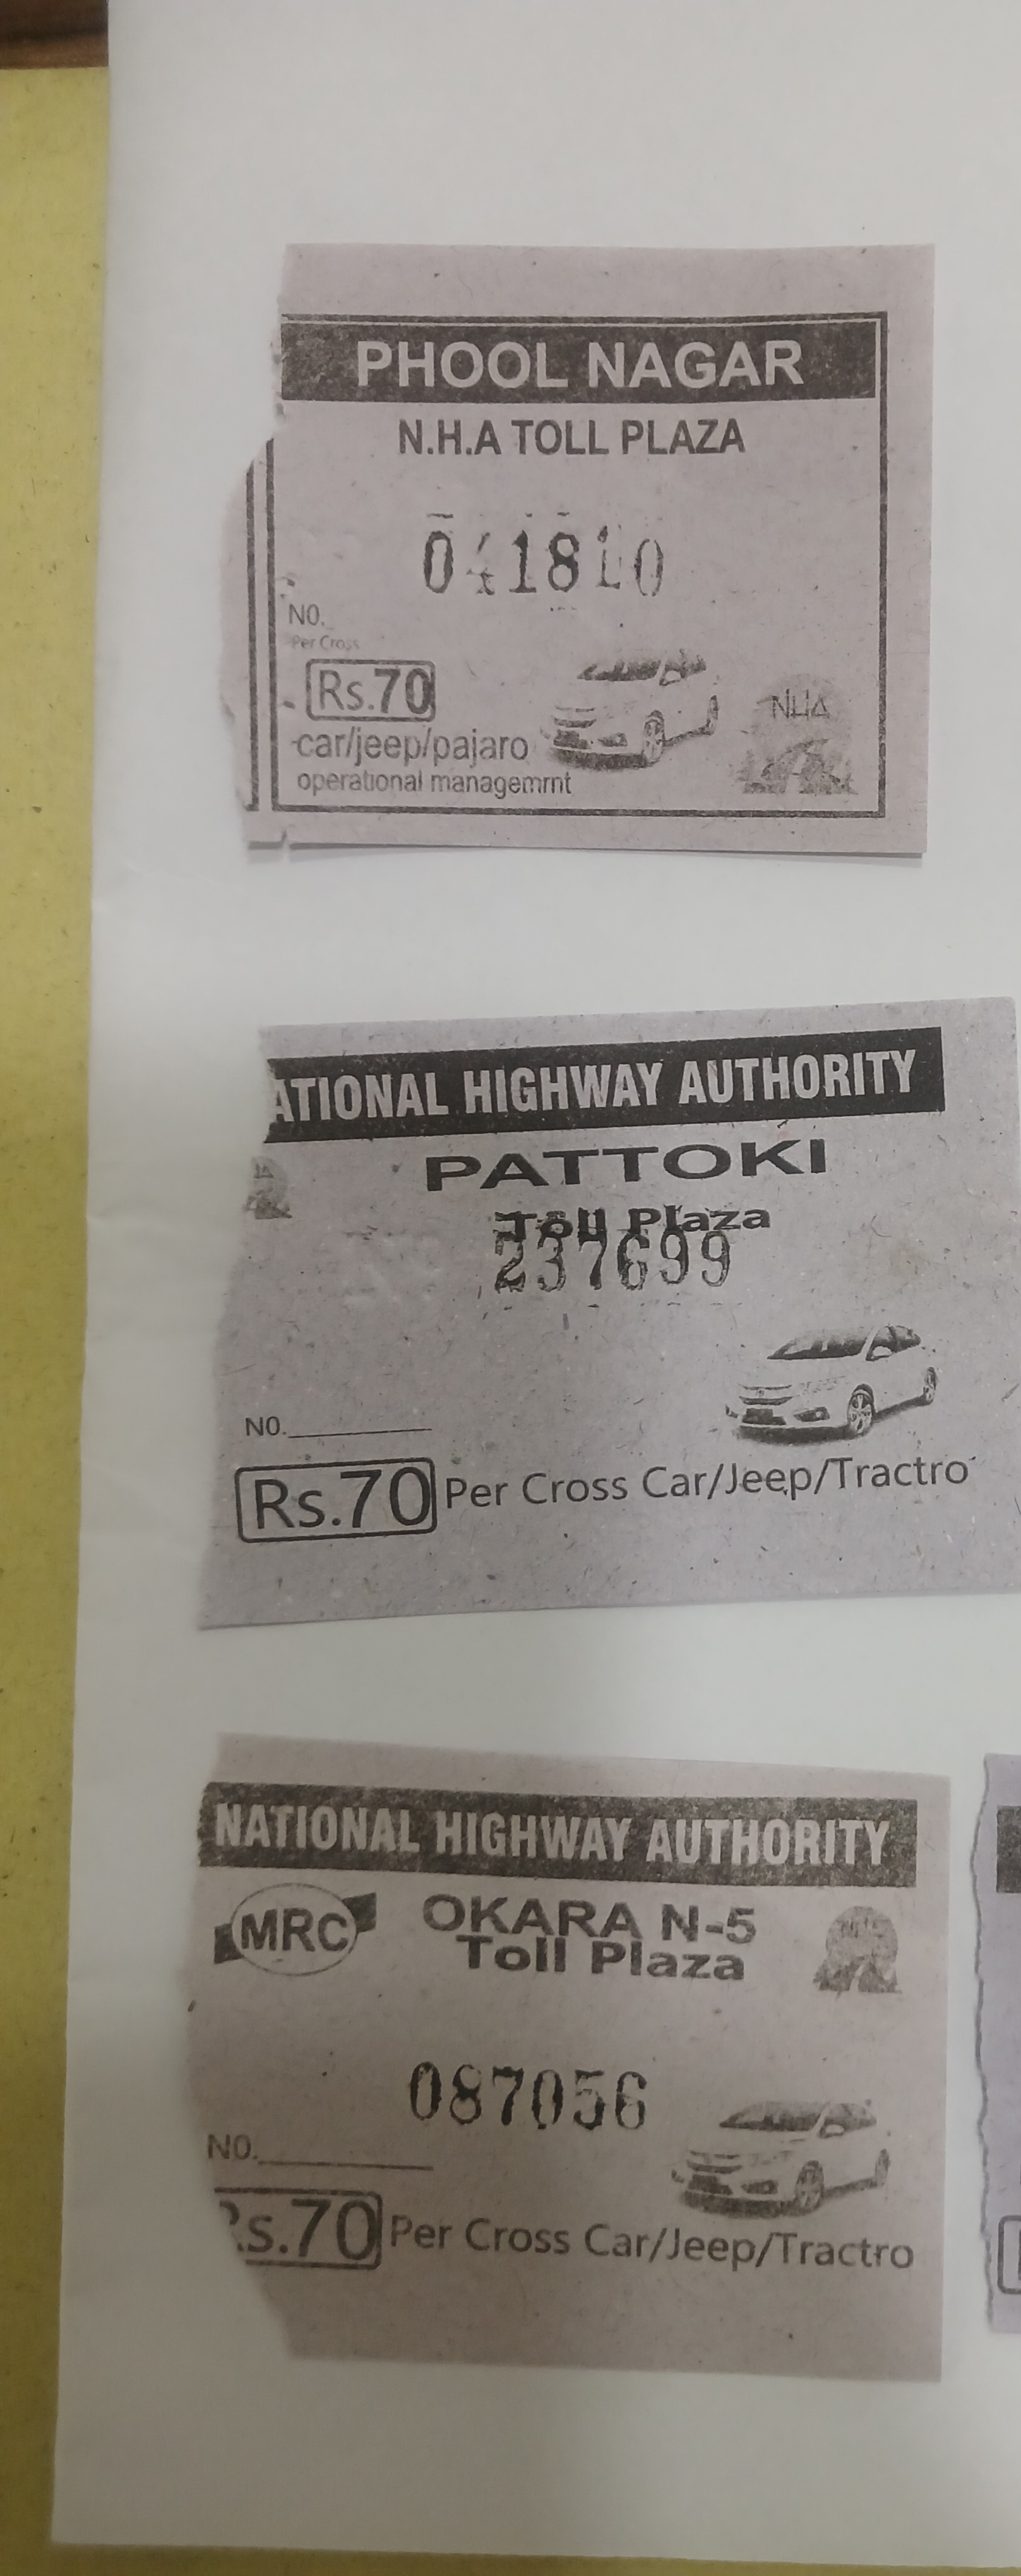 PHOOL NAGAR
N.H.A TOLL PLAZA
041810
NO.
Per Cross
Rs.70
car/jeep/pajaro
operational managemrnt
NHA
ATIONAL HIGHWAY AUTHORITY
PATTOKI
Toll Plaza
237699
NO.
Rs.70 Per Cross Car/Jeep/Tractro
NATIONAL HIGHWAY AUTHORITY
MRC
OKARA N-5
Toll Plaza
087056
NO.
Rs.70 Per Cross Car/Jeep/Tractro